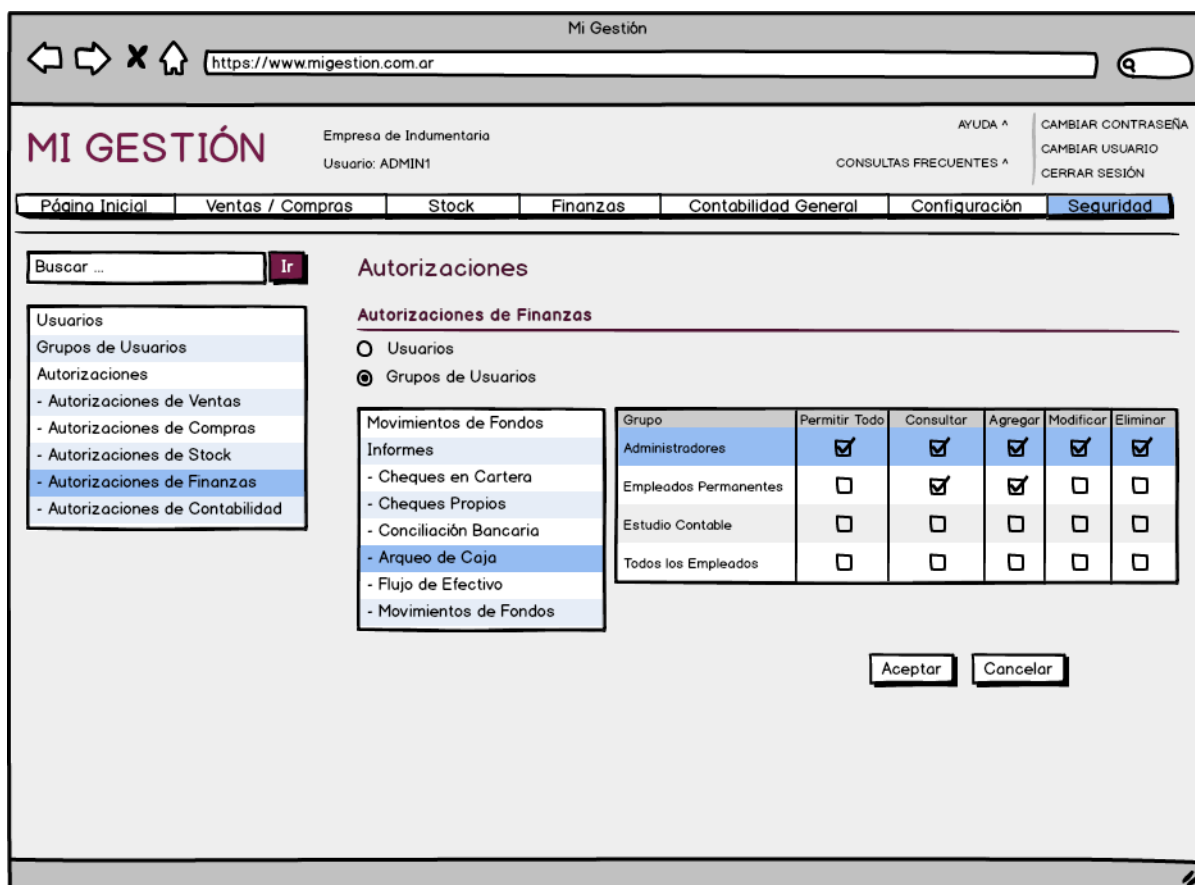 Mi Gestión
https://www.migestion.com.ar
MI GESTIÓN
Empresa de Indumentaria
Usuario: ADMIN1
AYUDA ^
CONSULTAS FRECUENTES ^
CAMBIAR CONTRASEÑA
CAMBIAR USUARIO
CERRAR SESIÓN
Página Inicial Ventas / Compras Stock Finanzas Contabilidad General Configuración Seguridad
Buscar ... Ir
Usuarios
Grupos de Usuarios
Autorizaciones
- Autorizaciones de Ventas
- Autorizaciones de Compras
- Autorizaciones de Stock
- Autorizaciones de Finanzas
- Autorizaciones de Contabilidad
Autorizaciones
Autorizaciones de Finanzas
Usuarios
Grupos de Usuarios
Movimientos de Fondos
Informes
- Cheques en Cartera
- Cheques Propios
- Conciliación Bancaria
- Arqueo de Caja
- Flujo de Efectivo
- Movimientos de Fondos
Grupo Permitir Todo Consultar Agregar Modificar Eliminar
Administradores
Empleados Permanentes
Estudio Contable
Todos los Empleados
Aceptar Cancelar